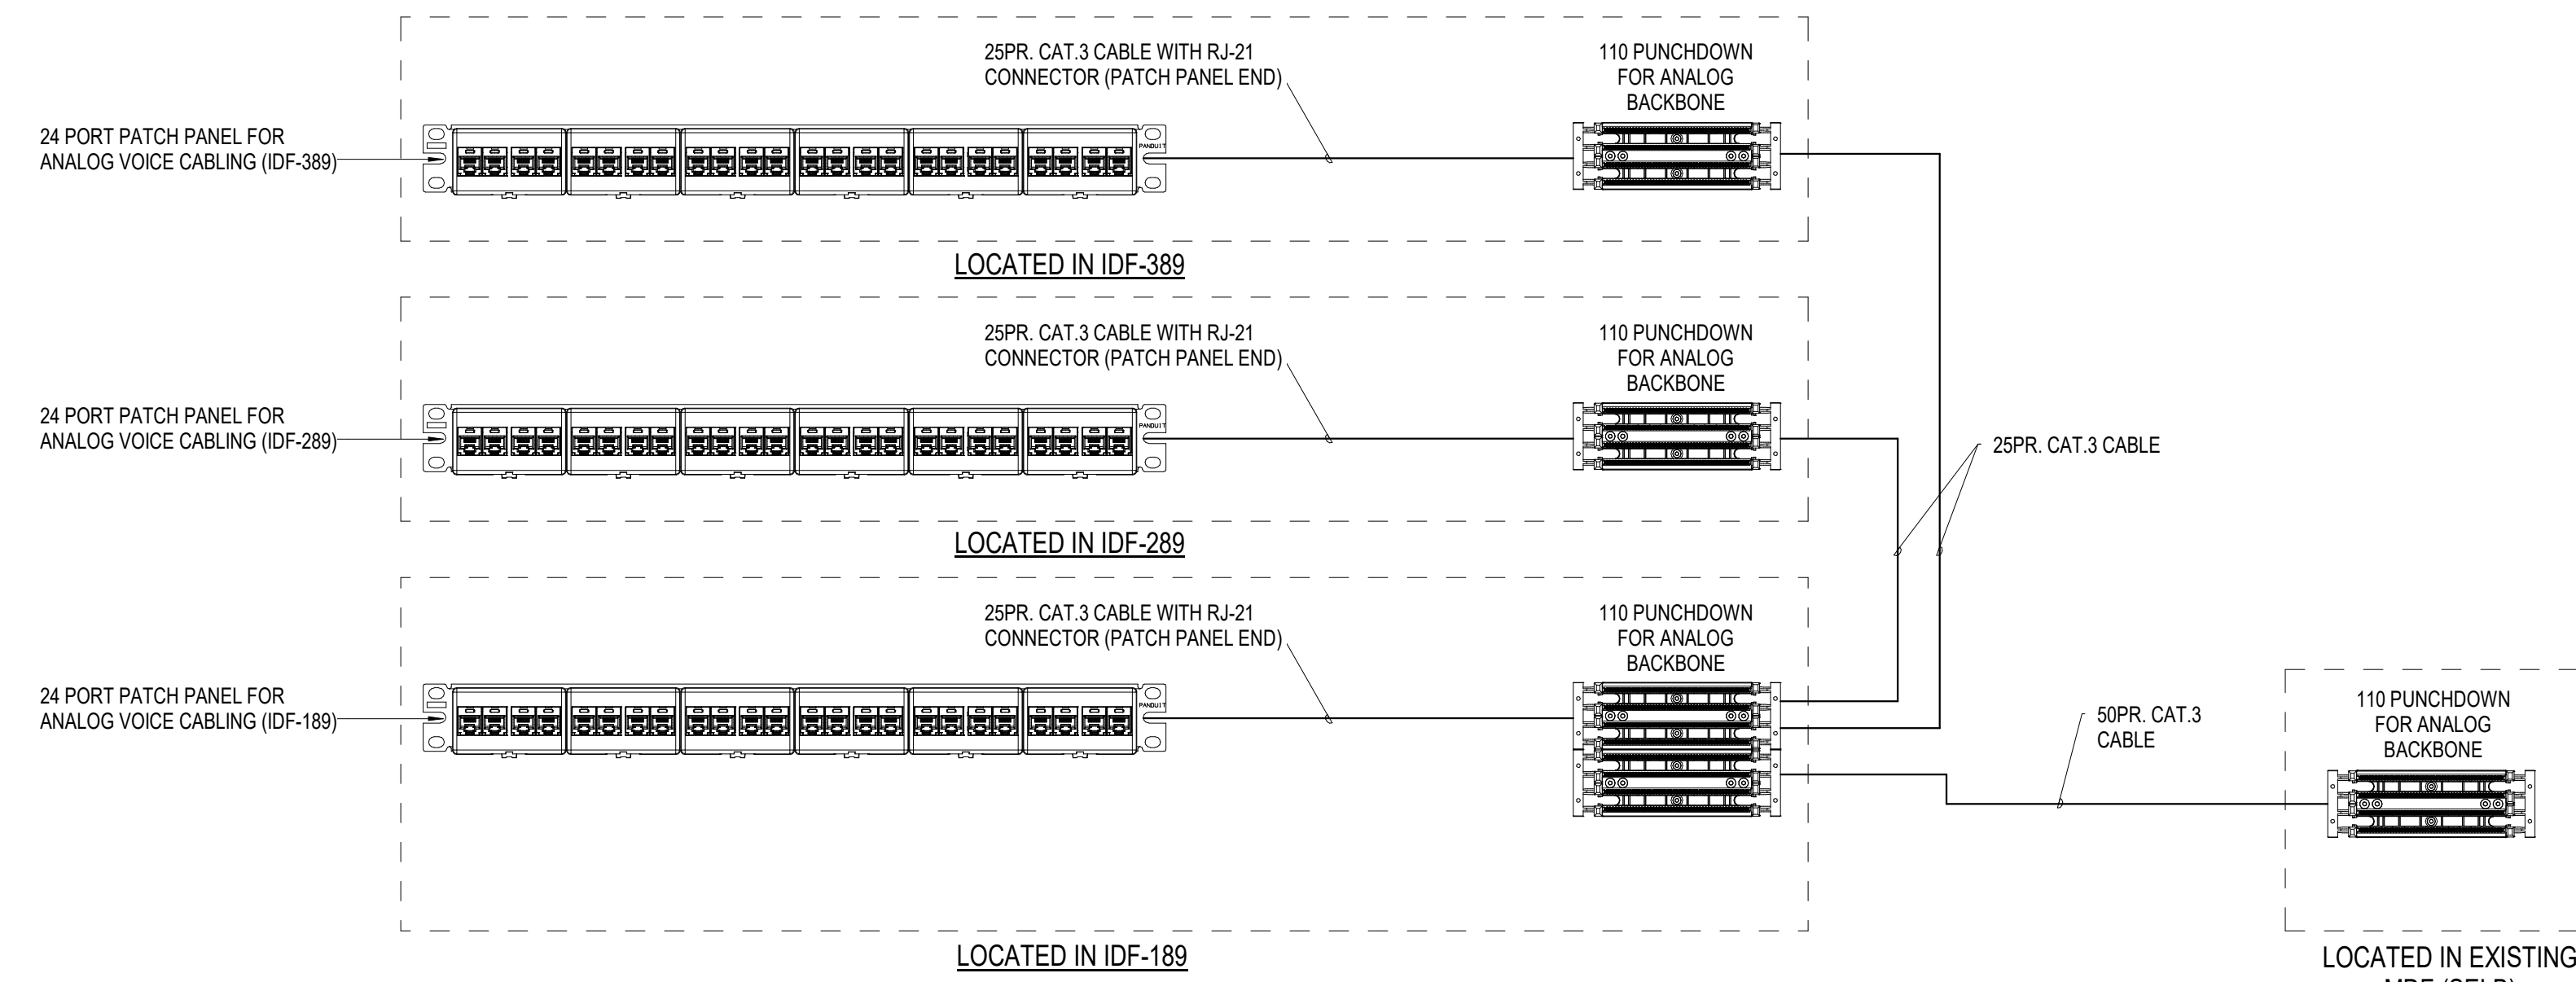 25PR. CAT.3 CABLE WITH RJ-21
CONNECTOR (PATCH PANEL END)
110 PUNCHDOWN
FOR ANALOG
BACKBONE
24 PORT PATCH PANEL FOR
ANALOG VOICE CABLING (IDF-389)
PANDUIT
LOCATED IN IDF-389
25PR. CAT.3 CABLE WITH RJ-21
CONNECTOR (PATCH PANEL END)
110 PUNCHDOWN
FOR ANALOG
BACKBONE
24 PORT PATCH PANEL FOR
ANALOG VOICE CABLING (IDF-289)
PANDUIT
25PR. CAT.3 CABLE
LOCATED IN IDF-289
25PR. CAT.3 CABLE WITH RJ-21
CONNECTOR (PATCH PANEL END)
110 PUNCHDOWN
FOR ANALOG
BACKBONE
24 PORT PATCH PANEL FOR
ANALOG VOICE CABLING (IDF-189)
PANDUIT
50PR. CAT.3
CABLE
110 PUNCHDOWN
FOR ANALOG
BACKBONE
LOCATED IN IDF-189
LOCATED IN EXISTING